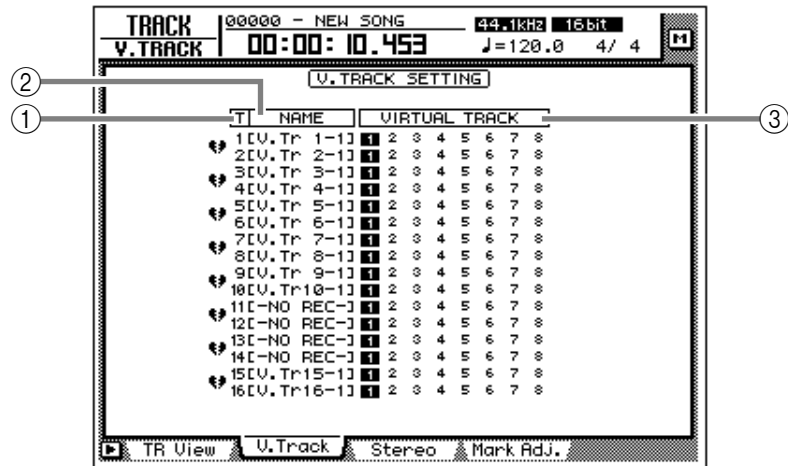 TRACK
V.TRACK
00000 - NEW SONG
44.1kHz 16bit
00:00: 10.453
♩=120.0 4/ 4
M
V.TRACK SETTING
2
1
3
T NAME VIRTUAL TRACK
1[V.Tr 1-1] 1 2 3 4 5 6 7 8
2[V.Tr 2-1] 1 2 3 4 5 6 7 8
3[V.Tr 3-1] 1 2 3 4 5 6 7 8
4[V.Tr 4-1] 1 2 3 4 5 6 7 8
5[V.Tr 5-1] 1 2 3 4 5 6 7 8
6[V.Tr 6-1] 1 2 3 4 5 6 7 8
7[V.Tr 7-1] 1 2 3 4 5 6 7 8
8[V.Tr 8-1] 1 2 3 4 5 6 7 8
9[V.Tr 9-1] 1 2 3 4 5 6 7 8
10[V.Tr10-1] 1 2 3 4 5 6 7 8
11[-NO REC-] 1 2 3 4 5 6 7 8
12[-NO REC-] 1 2 3 4 5 6 7 8
13[-NO REC-] 1 2 3 4 5 6 7 8
14[-NO REC-] 1 2 3 4 5 6 7 8
15[V.Tr15-1] 1 2 3 4 5 6 7 8
16[V.Tr16-1] 1 2 3 4 5 6 7 8
TR View V.Track Stereo Mark Adj.